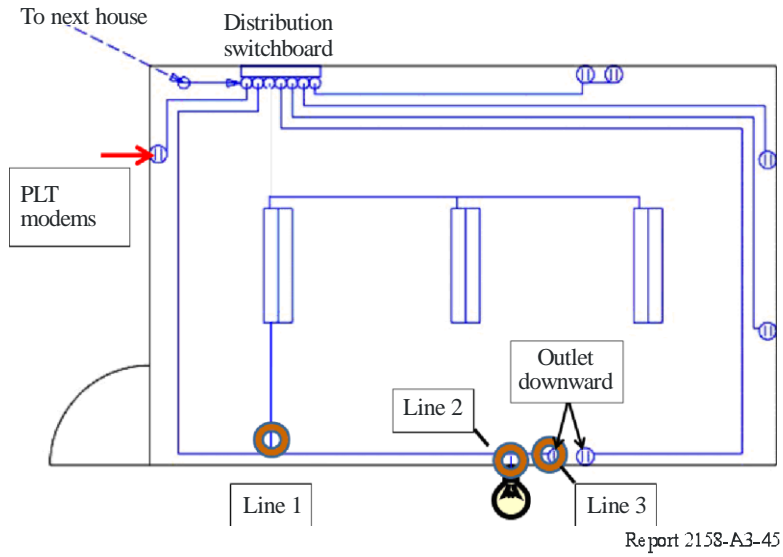 To next house
Distribution
switchboard
PLT
modems
Outlet
downward
Line 2
Line 1
Line 3
Report 2158-A3-45